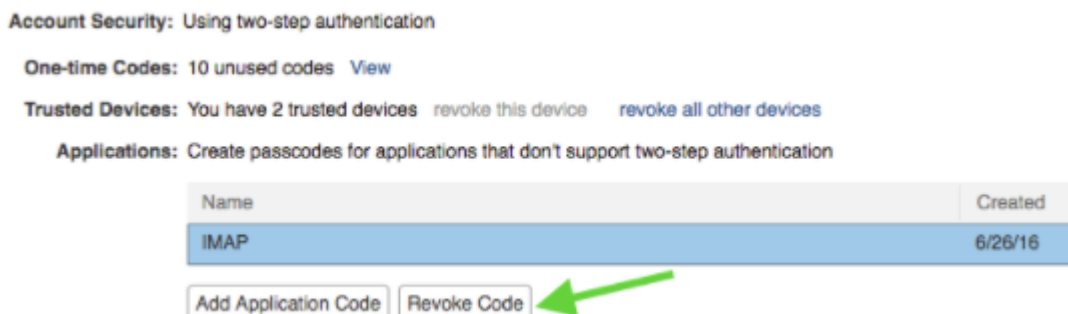 Account Security: Using two-step authentication
One-time Codes: 10 unused codes View
Trusted Devices: You have 2 trusted devices revoke this device revoke all other devices
Applications: Create passcodes for applications that don't support two-step authentication
Name Created
IMAP 6/26/16
Add Application Code Revoke Code